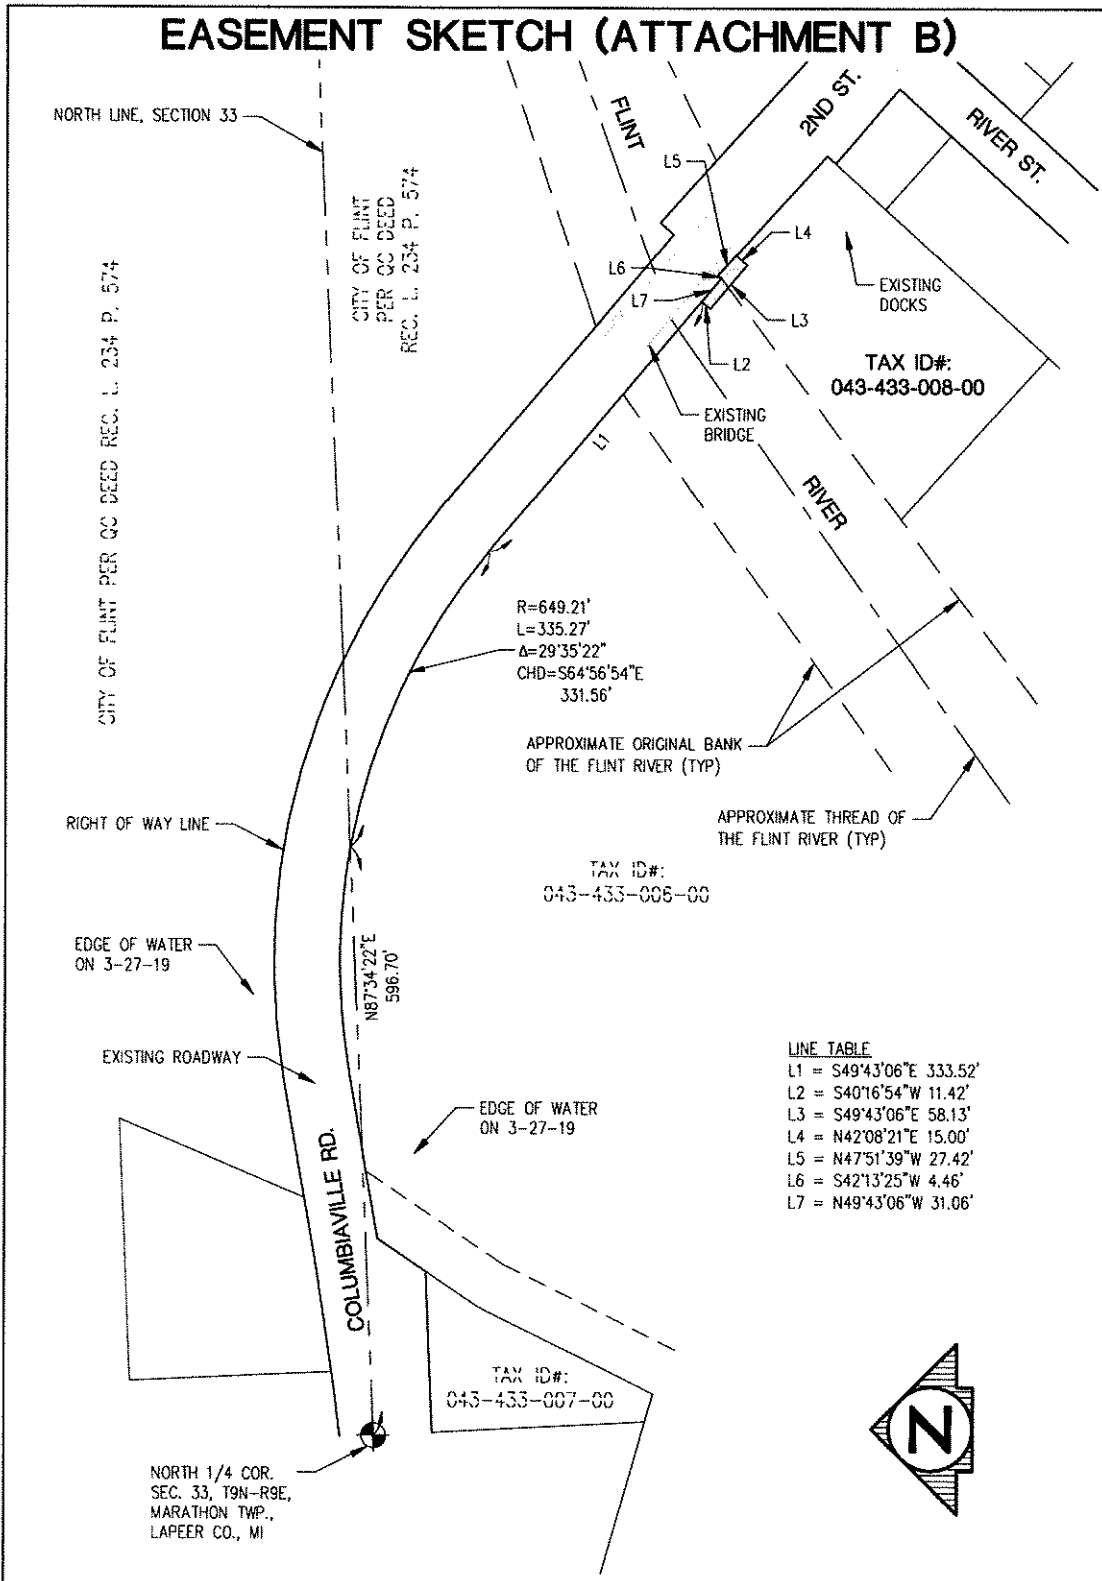 EASEMENT SKETCH (ATTACHMENT B)
NORTH LINE, SECTION 33
CITY OF FLINT
PER QC DEED
REC. L. 234 P. 574
CITY OF FLINT PER QC DEED REC. L. 234 P. 574
FLINT
2ND ST.
RIVER ST.
L5
L4
L6
L7
L3
L2
EXISTING
DOCKS
TAX ID#:
043-433-008-00
EXISTING
BRIDGE
L1
RIVER
R=649.21'
L=335.27'
Δ=29°35'22"
CHD=S64°56'54"E
331.56'
APPROXIMATE ORIGINAL BANK
OF THE FLINT RIVER (TYP)
APPROXIMATE THREAD OF
THE FLINT RIVER (TYP)
RIGHT OF WAY LINE
TAX ID#:
043-433-006-00
EDGE OF WATER
ON 3-27-19
N87°34'22"E
596.70'
EXISTING ROADWAY
EDGE OF WATER
ON 3-27-19
COLUMBIAVILLE RD.
LINE TABLE
L1 = S49°43'06"E 333.52'
L2 = S40°16'54"W 11.42'
L3 = S49°43'06"E 58.13'
L4 = N42°08'21"E 15.00'
L5 = N47°51'39"W 27.42'
L6 = S42°13'25"W 4.46'
L7 = N49°43'06"W 31.06'
TAX ID#:
043-433-007-00
NORTH 1/4 COR.
SEC. 33, T9N-R9E,
MARATHON TWP.,
LAPEER CO., MI
N